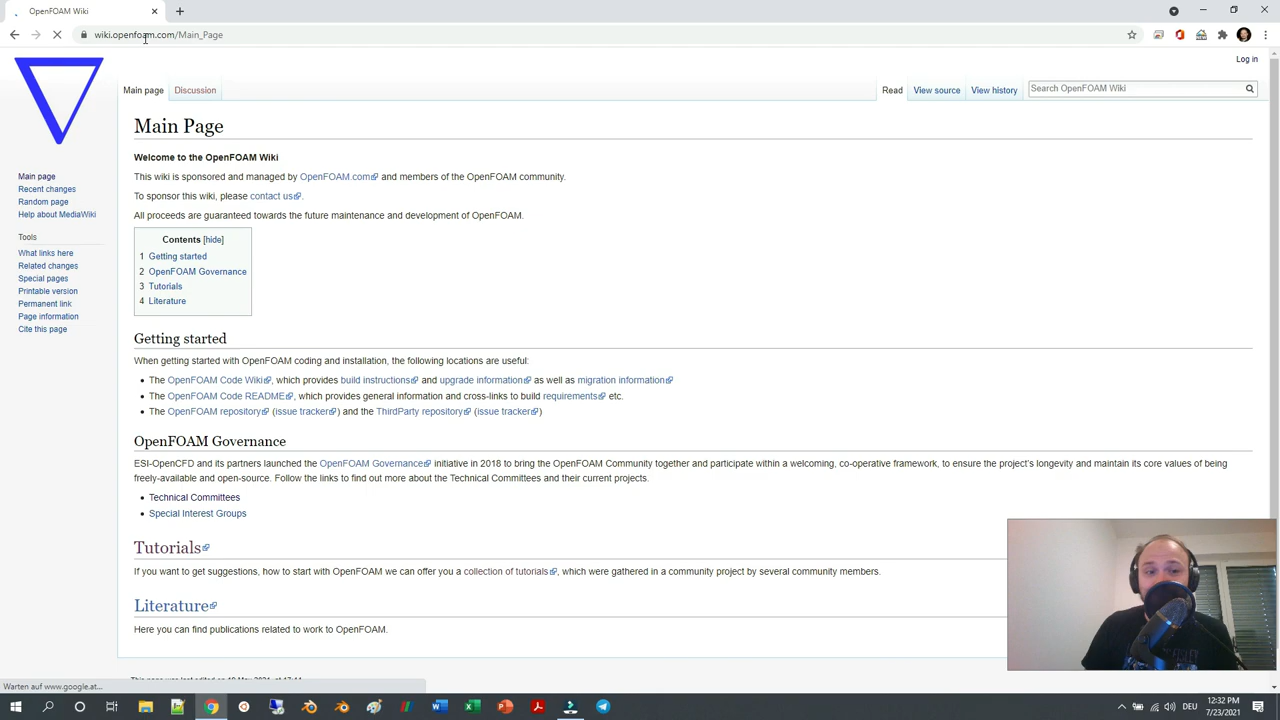 OpenFOAM Wiki
wiki.openfoam.com/Main_Page
Log in
Main page Discussion Read View source View history Search OpenFOAM Wiki
Main Page
Welcome to the OpenFOAM Wiki
This wiki is sponsored and managed by OpenFOAM.com and members of the OpenFOAM community.
To sponsor this wiki, please contact us.
All proceeds are guaranteed towards the future maintenance and development of OpenFOAM.
Main page
Recent changes
Random page
Help about MediaWiki
Tools
What links here
Related changes
Special pages
Printable version
Permanent link
Page information
Cite this page
Contents [hide]
1 Getting started
2 OpenFOAM Governance
3 Tutorials
4 Literature
Getting started
When getting started with OpenFOAM coding and installation, the following locations are useful:
• The OpenFOAM Code Wiki, which provides build instructions and upgrade information as well as migration information
• The OpenFOAM Code README, which provides general information and cross-links to build requirements etc.
• The OpenFOAM repository (issue tracker) and the ThirdParty repository (issue tracker)
OpenFOAM Governance
ESI-OpenCFD and its partners launched the OpenFOAM Governance initiative in 2018 to bring the OpenFOAM Community together and participate within a welcoming, co-operative framework, to ensure the project's longevity and maintain its core values of being
freely-available and open-source. Follow the links to find out more about the Technical Committees and their current projects.
• Technical Committees
• Special Interest Groups
Tutorials
If you want to get suggestions, how to start with OpenFOAM we can offer you a collection of tutorials, which were gathered in a community project by several community members.
Literature
Here you can find publications related to work to OpenFOAM.
Warten auf www.google.at...
DEU
12:32 PM
7/23/2021